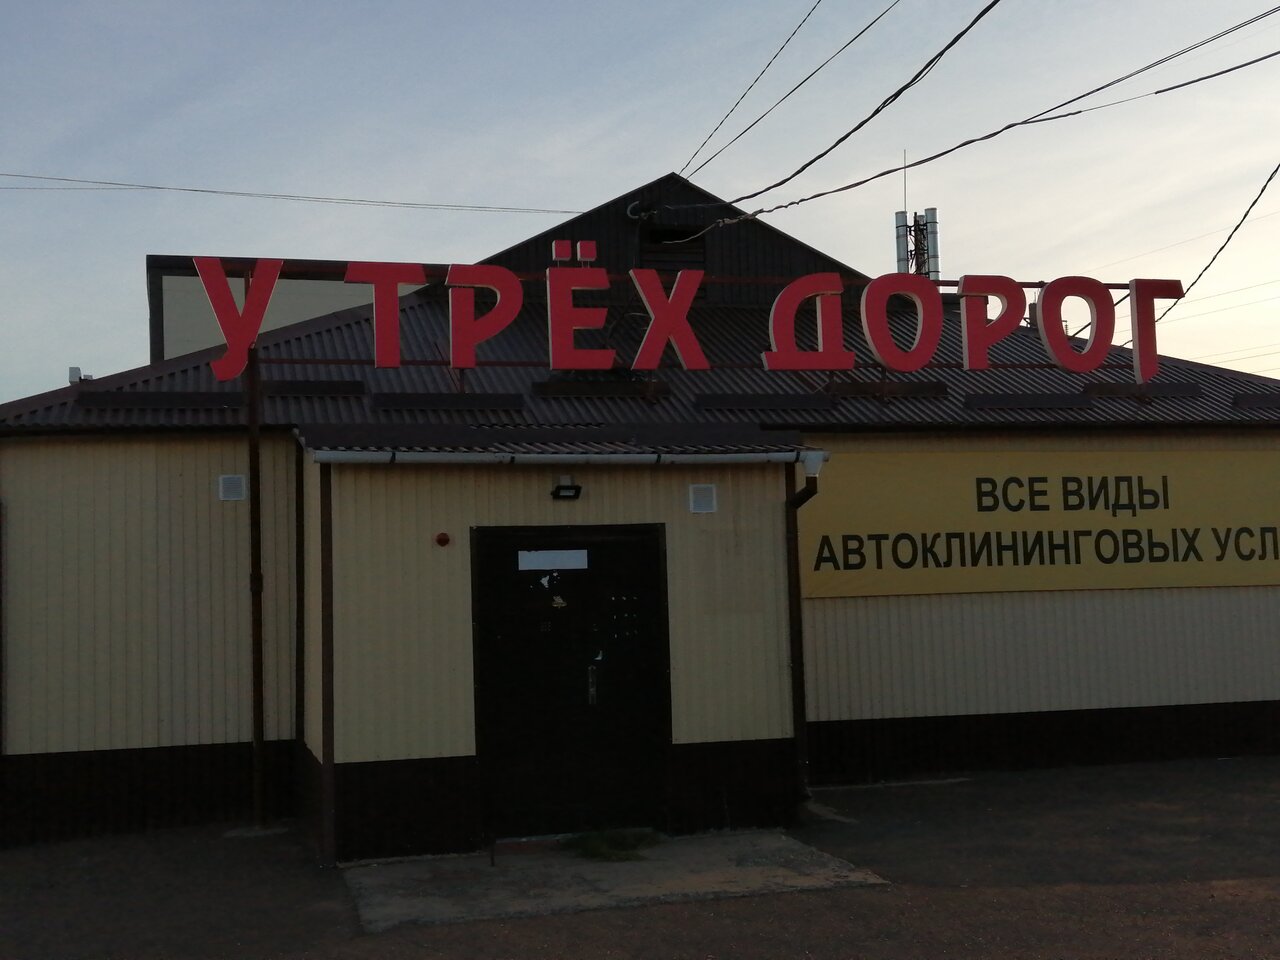 У ТРЁХ ДОРОГ
ВСЕ ВИДЫ
АВТОКЛИНИНГОВЫХ УСЛ